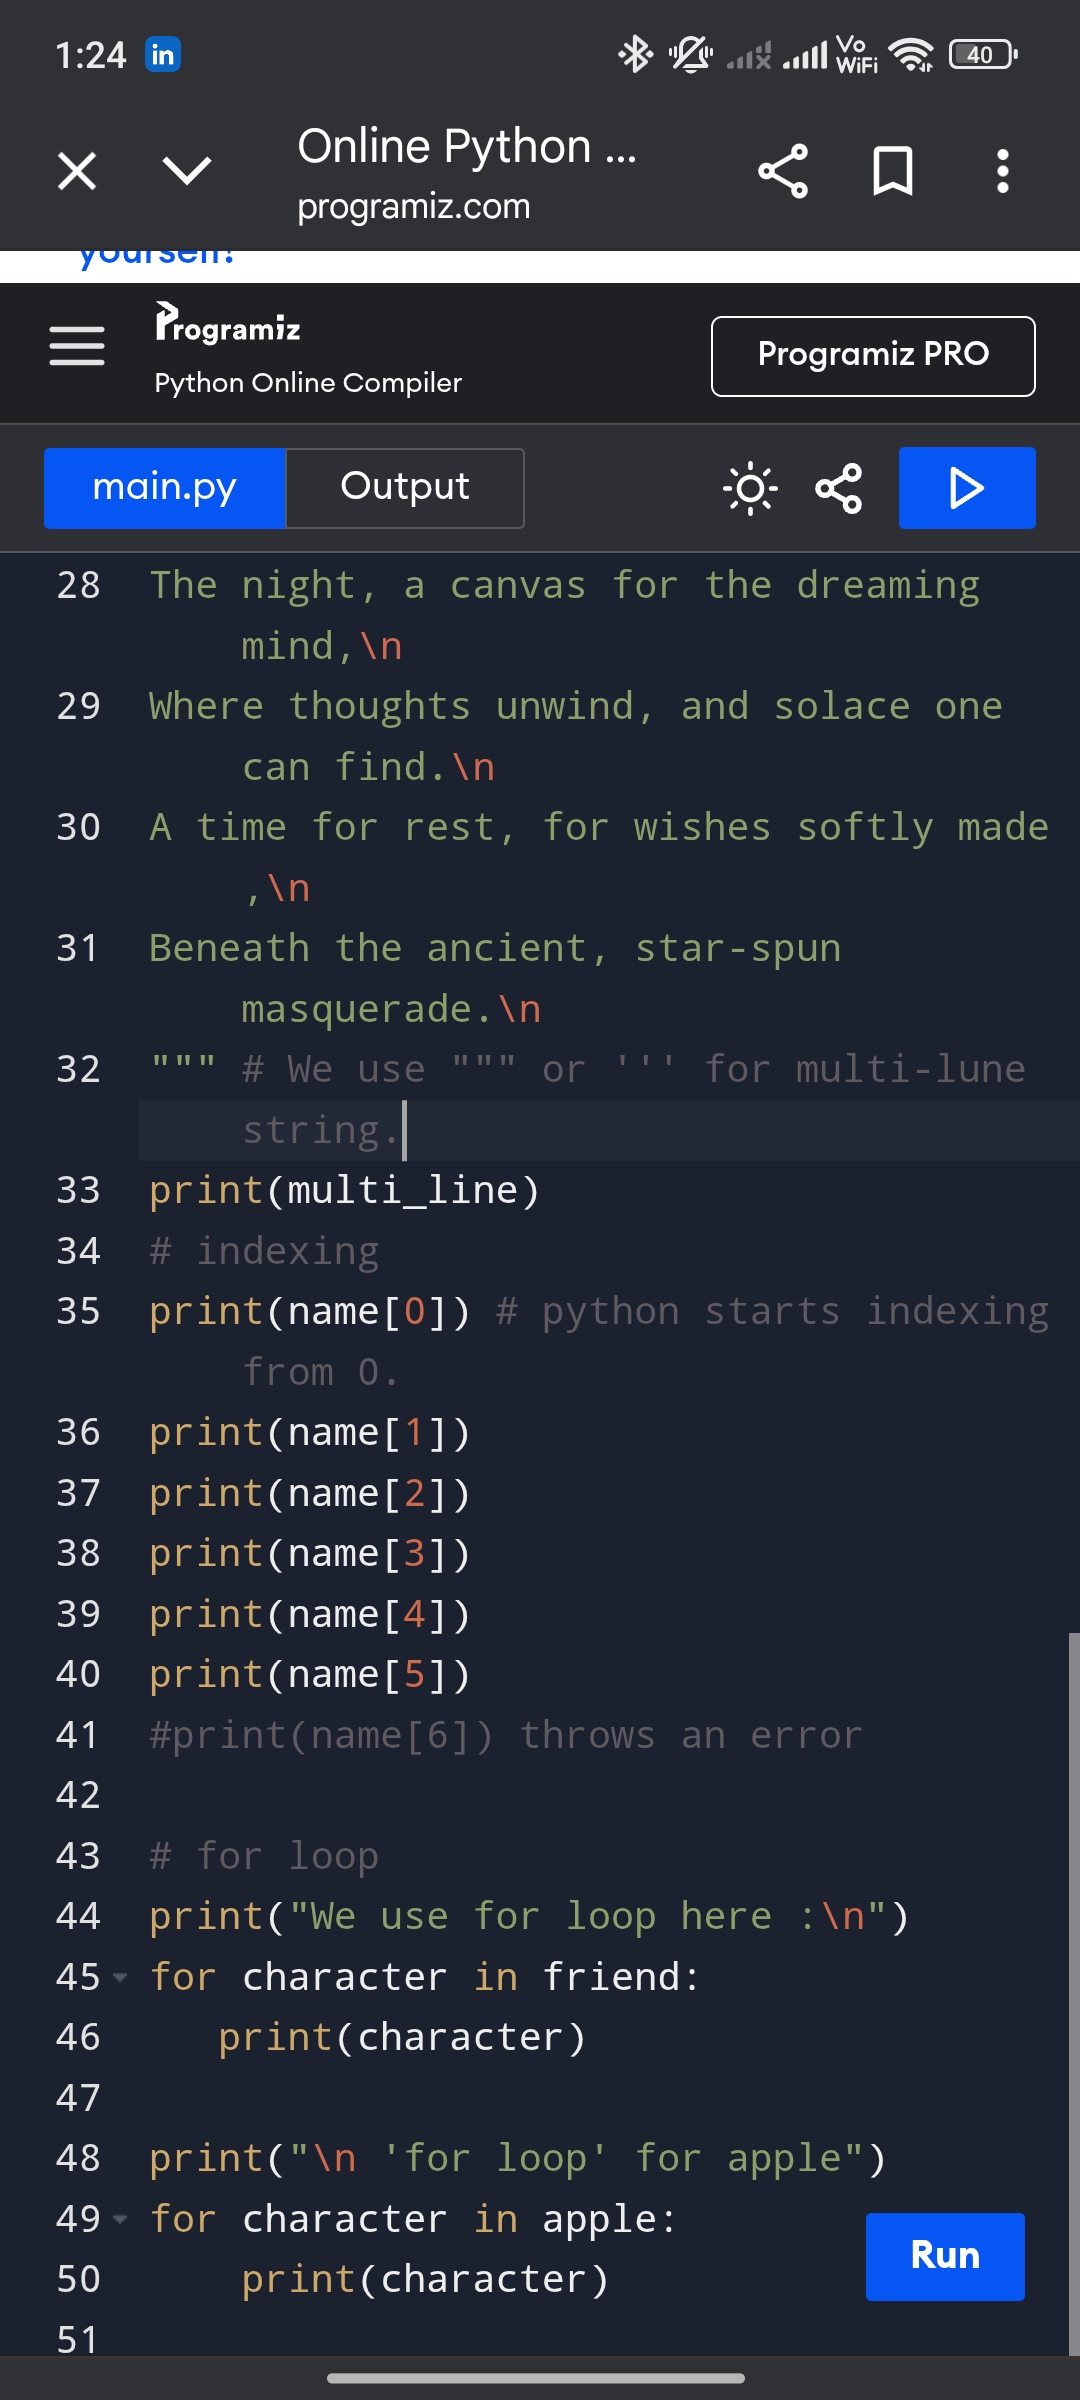 1:24 in Vo WiFi 40
Online Python ...
programiz.com
yourself!
Programiz
Python Online Compiler
Programiz PRO
main.py Output
28 The night, a canvas for the dreaming
mind,\n
29 Where thoughts unwind, and solace one
can find.\n
30 A time for rest, for wishes softly made
,\n
31 Beneath the ancient, star-spun
masquerade.\n
32 """ # We use """ or ''' for multi-lune
string.
33 print(multi_line)
34 # indexing
35 print(name[0]) # python starts indexing
from 0.
36 print(name[1])
37 print(name[2])
38 print(name[3])
39 print(name[4])
40 print(name[5])
41 #print(name[6]) throws an error
42
43 # for loop
44 print("We use for loop here :\n")
45 for character in friend:
46 print(character)
47
48 print("\n 'for loop' for apple")
49 for character in apple:
50 print(character)
Run
51